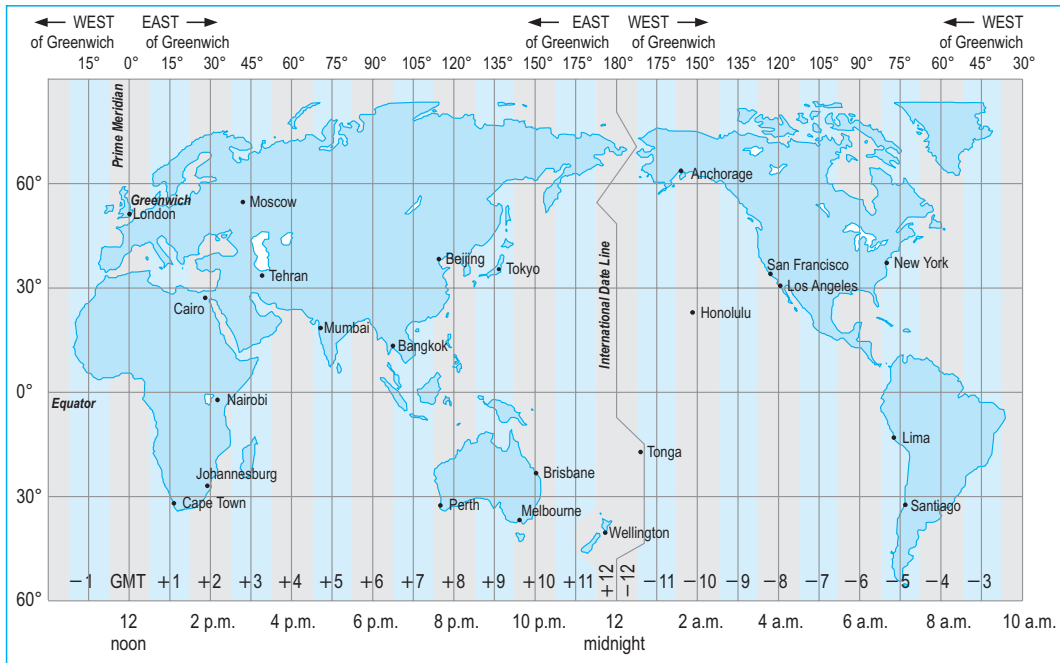 WEST EAST EAST WEST WEST
of Greenwich of Greenwich of Greenwich of Greenwich of Greenwich
15° 0° 15° 30° 45° 60° 75° 90° 105° 120° 135° 150° 175° 180° 175° 150° 135° 120° 105° 90° 75° 60° 45° 30°
Prime Meridian
60°
Anchorage
Greenwich
London
Moscow
International Date Line
Beijing
Tokyo
San Francisco
New York
Tehran
Los Angeles
30°
Cairo
Honolulu
Mumbai
Bangkok
0°
Equator
Nairobi
Lima
Tonga
Johannesburg
Brisbane
30°
Cape Town
Perth
Melbourne
Santiago
Wellington
−1 GMT +1 +2 +3 +4 +5 +6 +7 +8 +9 +10 +11 +12 −12 −11 −10 −9 −8 −7 −6 −5 −4 −3
60°
12 2 p.m. 4 p.m. 6 p.m. 8 p.m. 10 p.m. 12 2 a.m. 4 a.m. 6 a.m. 8 a.m. 10 a.m.
noon midnight